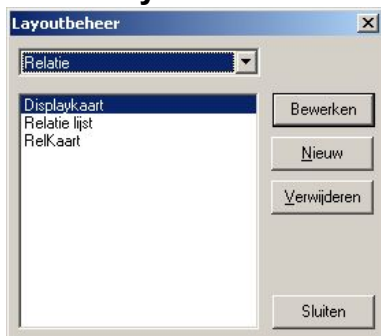 Layoutbeheer
Relatie
Displaykaart
Relatie lijst
RelKaart
Bewerken
Nieuw
Verwijderen
Sluiten